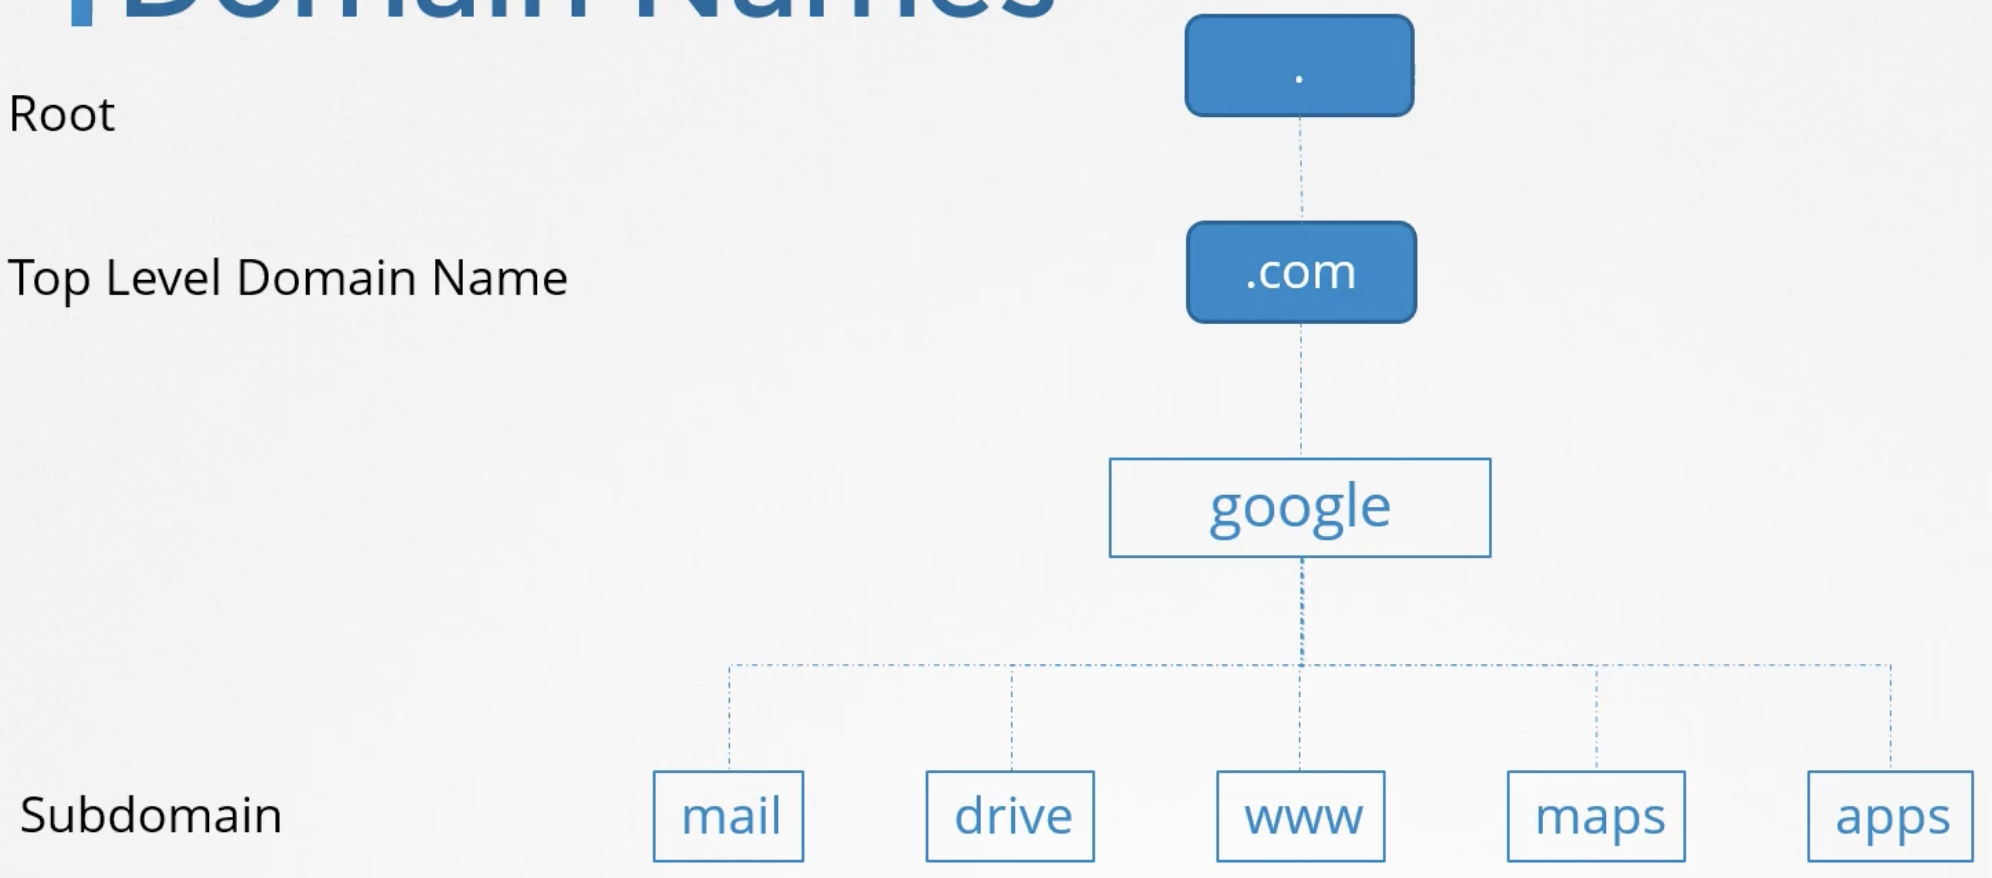 Domain Names
.
Root
.com
Top Level Domain Name
google
mail
drive
www
maps
apps
Subdomain